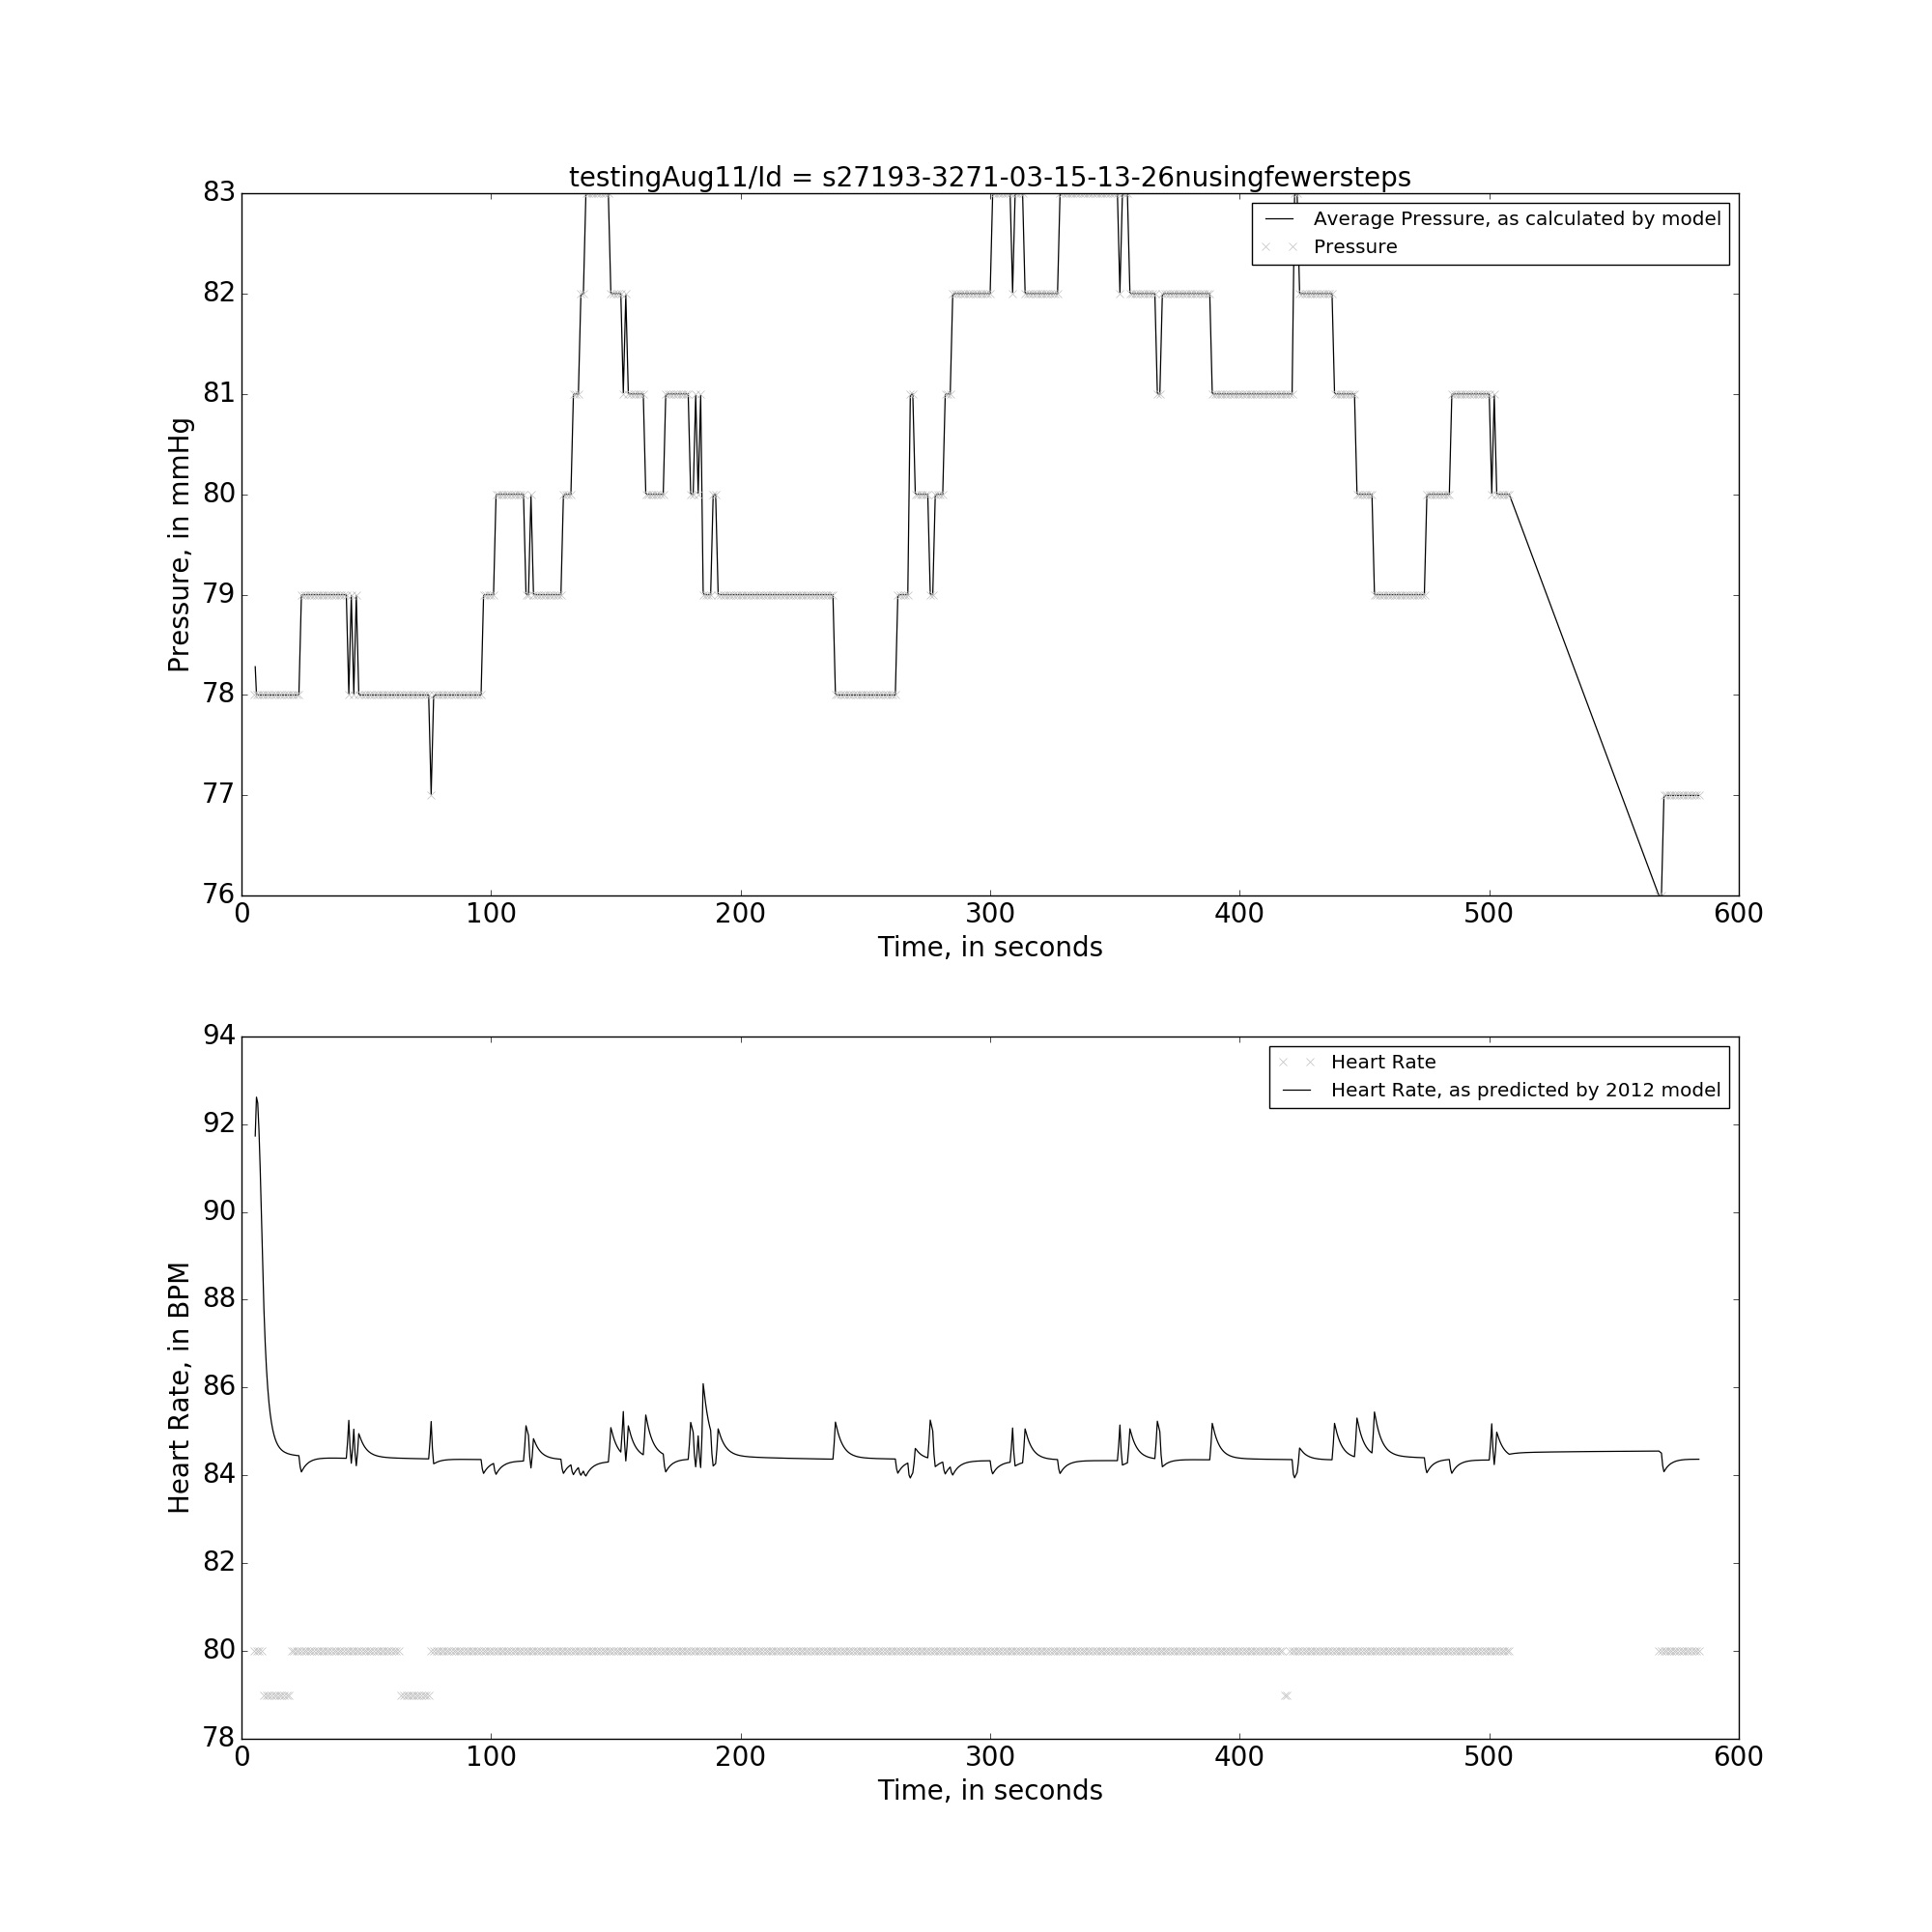 testingAug11/Id = s27193-3271-03-15-13-26nusingfewersteps
83
82
81
80
79
78
77
76
Pressure, in mmHg
Average Pressure, as calculated by model
Pressure
0 100 200 300 400 500 600
Time, in seconds
94
92
90
88
86
84
82
80
78
Heart Rate, in BPM
Heart Rate
Heart Rate, as predicted by 2012 model
0 100 200 300 400 500 600
Time, in seconds